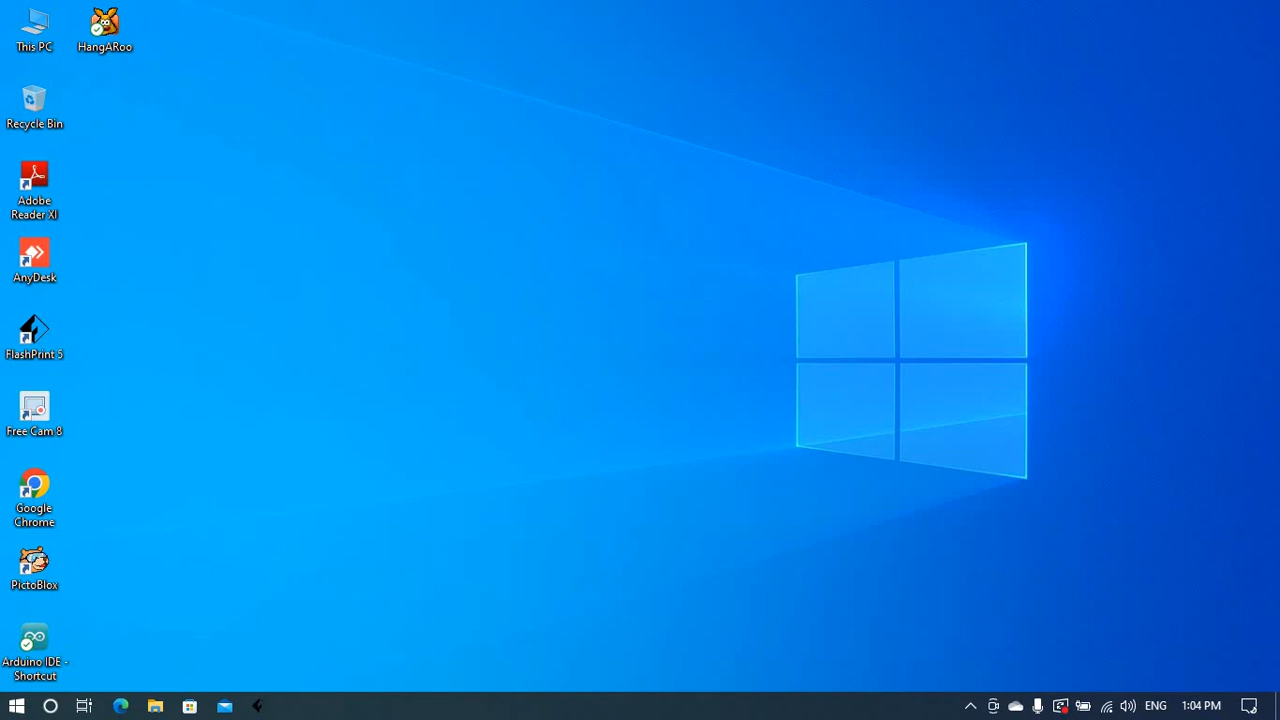 This PC
HangARoo
Recycle Bin
Adobe
Reader XI
AnyDesk
FlashPrint 5
Free Cam 8
Google
Chrome
PictoBlox
Arduino IDE -
Shortcut
ENG
1:04 PM